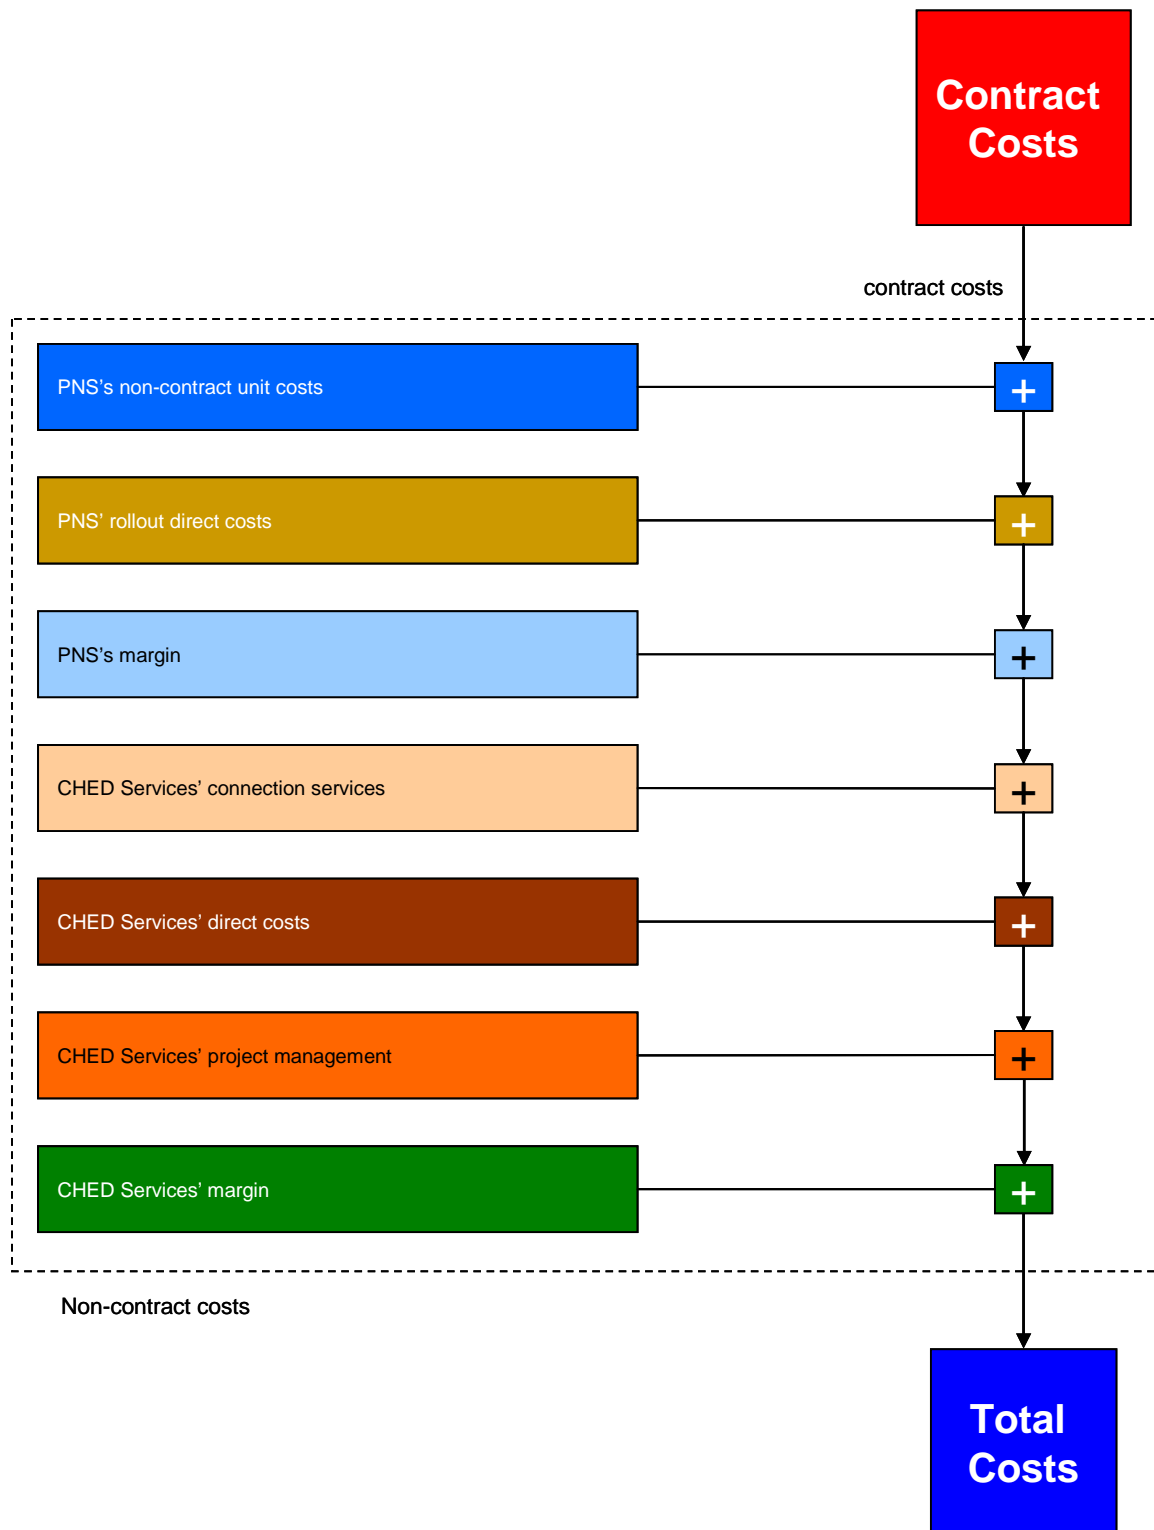 Contract
Costs
contract costs
PNS’s non-contract unit costs
+
PNS’ rollout direct costs
+
PNS’s margin
+
CHED Services’ connection services
+
CHED Services’ direct costs
+
CHED Services’ project management
+
CHED Services’ margin
+
Non-contract costs
Total
Costs